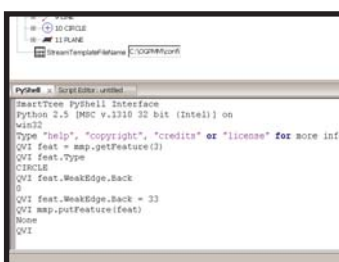 10 CIRCLE
11 PLANE
StreamTemplateFileName C:\OGPMMI\confi
PyShell x Script Editor - untitled
SmartTree PyShell Interface
Python 2.5 [MSC v.1310 32 bit (Intel)] on
win32
Type "help", "copyright", "credits" or "license" for more inf
QVI feat = mmp.getFeature(3)
QVI feat.Type
CIRCLE
QVI feat.WeakEdge.Back
0
QVI feat.WeakEdge.Back = 33
QVI mmp.putFeature(feat)
None
QVI